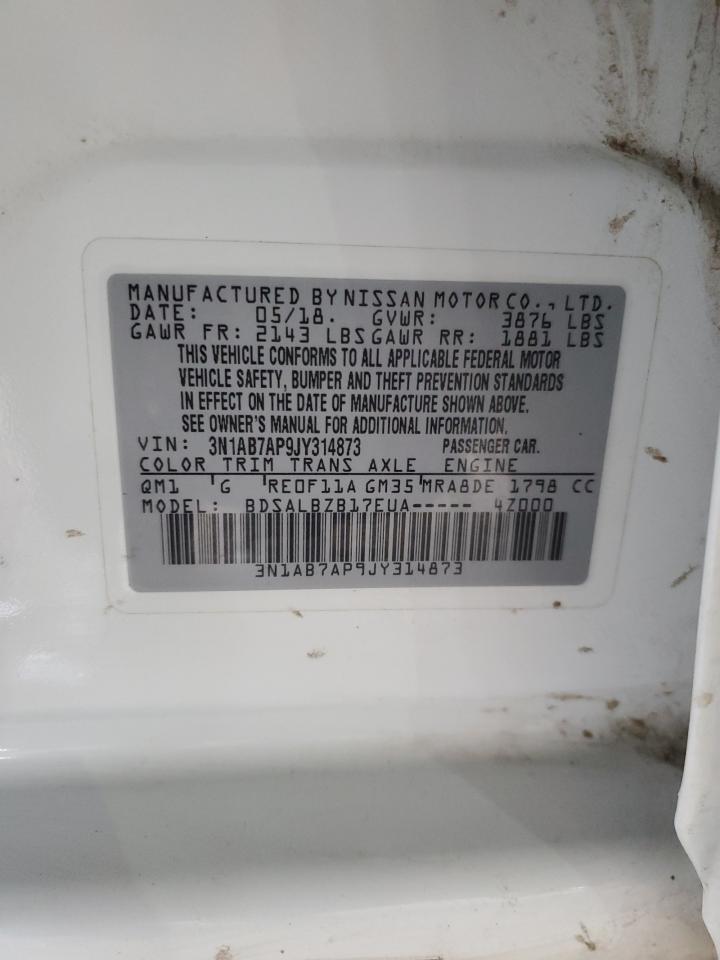 MANUFACTURED BY NISSAN MOTOR CO., LTD.
DATE: 05/18. GVWR: 3876 LBS
GAWR FR: 2143 LBS GAWR RR: 1881 LBS
THIS VEHICLE CONFORMS TO ALL APPLICABLE FEDERAL MOTOR
VEHICLE SAFETY, BUMPER AND THEFT PREVENTION STANDARDS
IN EFFECT ON THE DATE OF MANUFACTURE SHOWN ABOVE.
SEE OWNER'S MANUAL FOR ADDITIONAL INFORMATION.
VIN: 3N1AB7AP9JY314873 PASSENGER CAR.
COLOR TRIM TRANS AXLE ENGINE
QM1 G RE0F11A GM35 MRA8DE 1798 CC
MODEL: BDSALBZB17EUA----- 4Z000
3N1AB7AP9JY314873